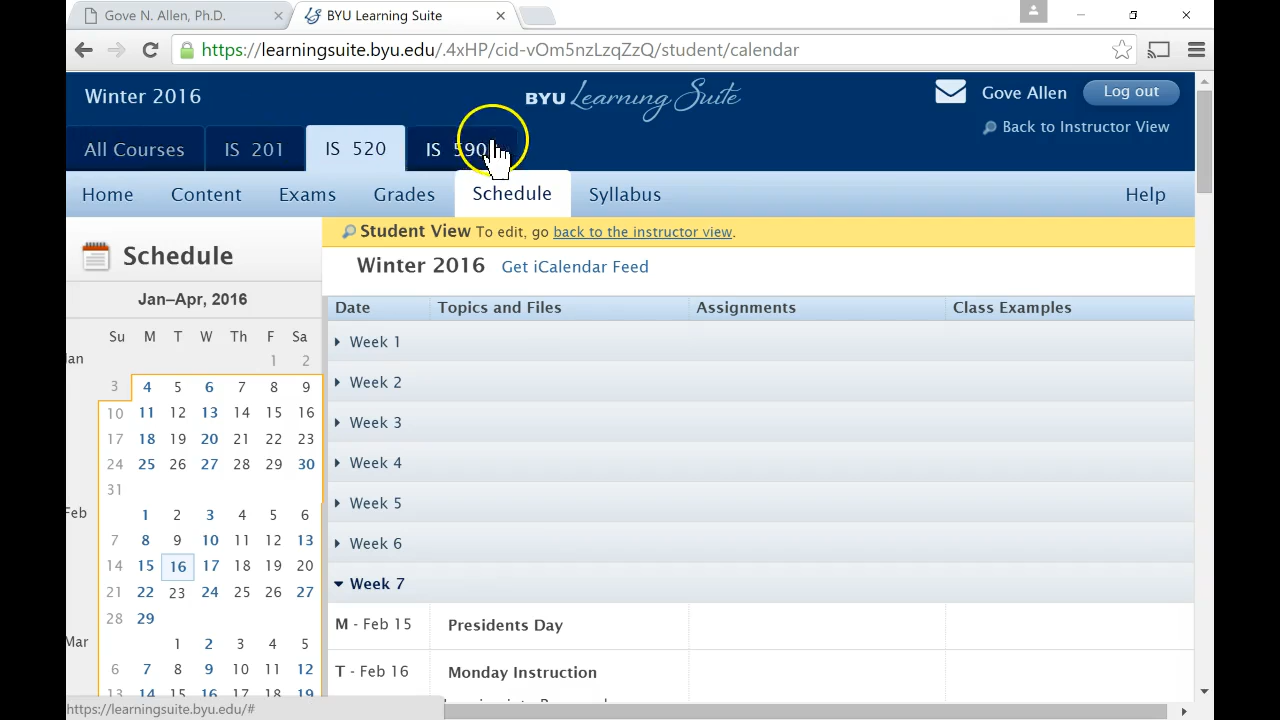 Gove N. Allen, Ph.D.
BYU Learning Suite
https://learningsuite.byu.edu/.4xHP/cid-vOm5nzLzqZzQ/student/calendar
Winter 2016
BYU Learning Suite
Gove Allen
Log out
Back to Instructor View
All Courses IS 201 IS 520 IS 590
Home Content Exams Grades Schedule Syllabus Help
Student View To edit, go back to the instructor view.
Schedule
Winter 2016 Get iCalendar Feed
Jan–Apr, 2016
Date Topics and Files Assignments Class Examples
Su M T W Th F Sa
Jan 1 2
3 4 5 6 7 8 9
10 11 12 13 14 15 16
17 18 19 20 21 22 23
24 25 26 27 28 29 30
31
Feb 1 2 3 4 5 6
7 8 9 10 11 12 13
14 15 16 17 18 19 20
21 22 23 24 25 26 27
28 29
Mar 1 2 3 4 5
6 7 8 9 10 11 12
13 14 15 16 17 18 19
Week 1
Week 2
Week 3
Week 4
Week 5
Week 6
Week 7
M - Feb 15 Presidents Day
T - Feb 16 Monday Instruction
https://learningsuite.byu.edu/#